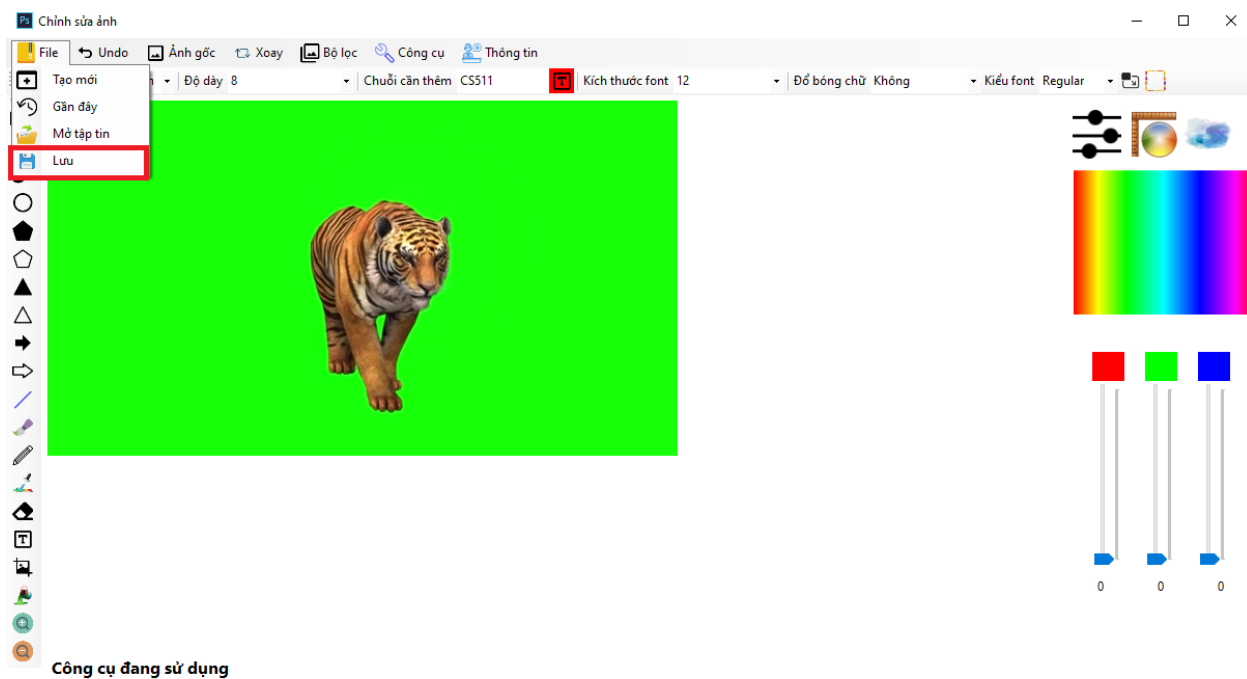 Ps Chỉnh sửa ảnh
File Undo Ảnh gốc Xoay Bộ lọc Công cụ Thông tin
Tạo mới Độ dày 8 Chuỗi cần thêm CS511 T Kích thước font 12 Đổ bóng chữ Không Kiểu font Regular
Gần đây
Mở tập tin
Lưu
T
0 0 0
Công cụ đang sử dụng